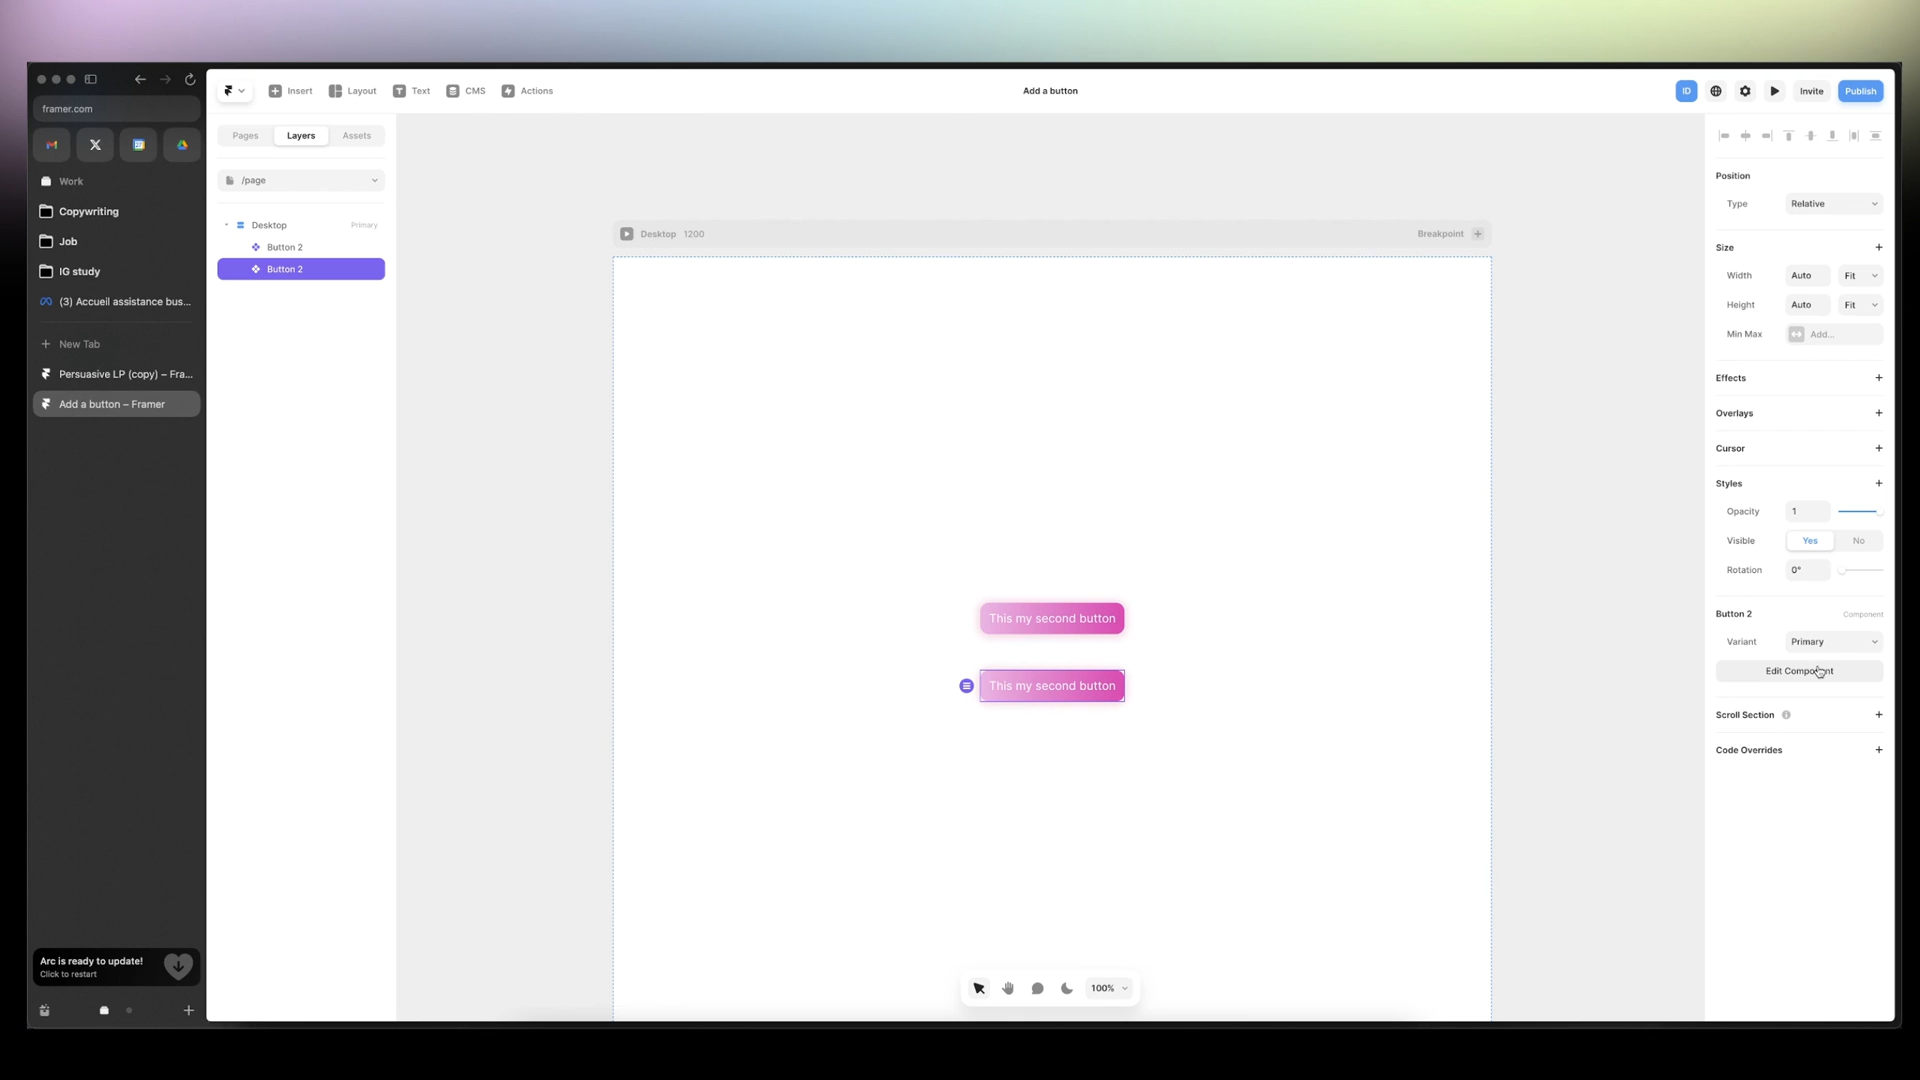 framer.com
Work
Copywriting
Job
IG study
(3) Accueil assistance bus...
New Tab
Persuasive LP (copy) – Fra...
Add a button – Framer
Arc is ready to update!
Click to restart
Insert
Layout
Text
CMS
Actions
Add a button
ID
Invite
Publish
Pages
Layers
Assets
/page
Desktop
Primary
Button 2
Button 2
Desktop 1200
Breakpoint
This my second button
This my second button
100%
Position
Type
Relative
Size
Width
Auto
Fit
Height
Auto
Fit
Min Max
Add...
Effects
Overlays
Cursor
Styles
Opacity
1
Visible
Yes
No
Rotation
0°
Button 2
Component
Variant
Primary
Edit Component
Scroll Section
Code Overrides